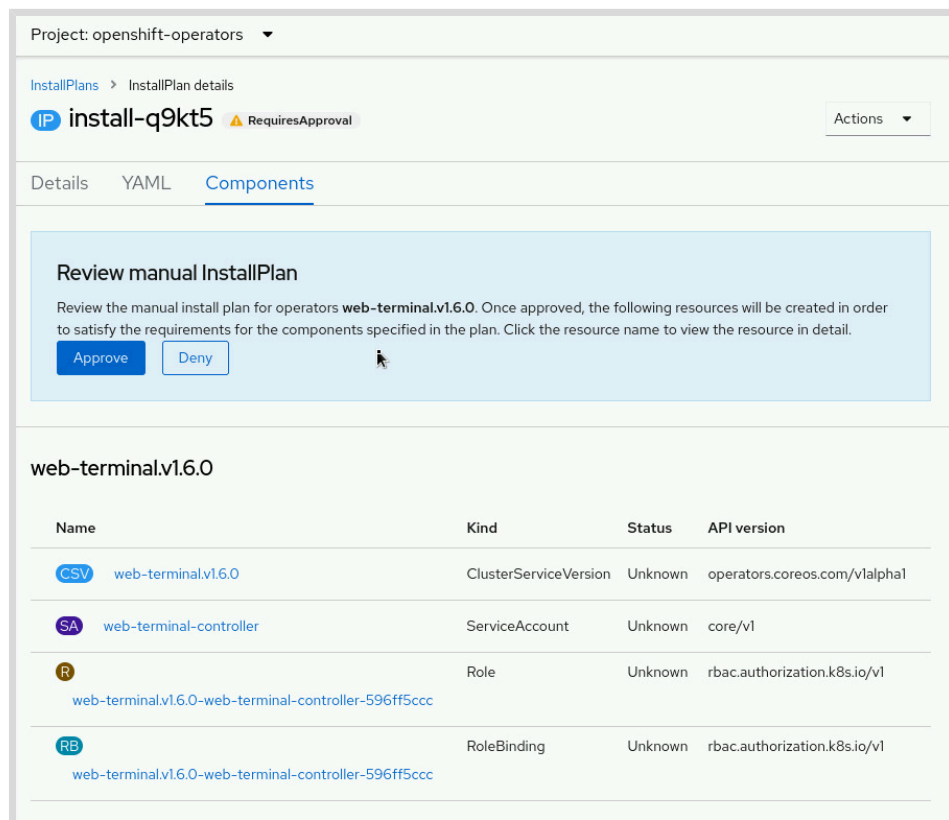 Project: openshift-operators
InstallPlans > InstallPlan details
IP install-q9kt5 RequiresApproval Actions
Details YAML Components
Review manual InstallPlan
Review the manual install plan for operators web-terminal.v1.6.0. Once approved, the following resources will be created in order
to satisfy the requirements for the components specified in the plan. Click the resource name to view the resource in detail.
Approve Deny
web-terminal.v1.6.0
Name Kind Status API version
CSV web-terminal.v1.6.0 ClusterServiceVersion Unknown operators.coreos.com/v1alpha1
SA web-terminal-controller ServiceAccount Unknown core/v1
R Role Unknown rbac.authorization.k8s.io/v1
web-terminal.v1.6.0-web-terminal-controller-596ff5ccc
RB RoleBinding Unknown rbac.authorization.k8s.io/v1
web-terminal.v1.6.0-web-terminal-controller-596ff5ccc